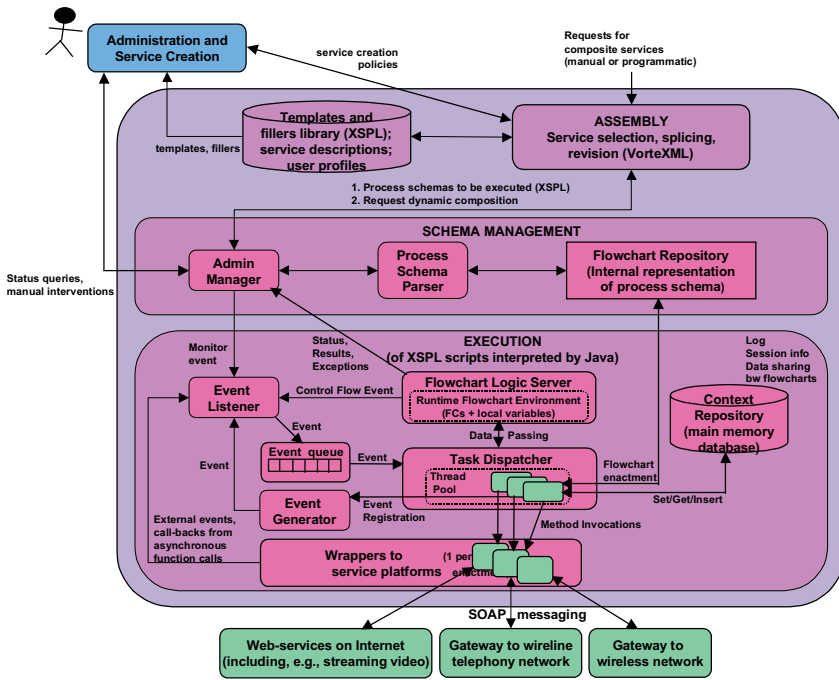 Administration and
Service Creation
service creation
policies
Requests for
composite services
(manual or programmatic)
Templates and
fillers library (XSPL);
service descriptions;
user profiles
ASSEMBLY
Service selection, splicing,
revision (VorteXML)
templates, fillers
1. Process schemas to be executed (XSPL)
2. Request dynamic composition
SCHEMA MANAGEMENT
Admin
Manager
Process
Schema
Parser
Flowchart Repository
(Internal representation
of process schema)
Status queries,
manual interventions
EXECUTION
(of XSPL scripts interpreted by Java)
Monitor
event
Status,
Results,
Exceptions
Log
Session info
Data sharing
bw flowcharts
Event
Listener
Control Flow Event
Flowchart Logic Server
Runtime Flowchart Environment
(FCs + local variables)
Context
Repository
(main memory
database)
Event
Data Passing
Event queue
Event
Task Dispatcher
Thread
Pool
Flowchart
enactment
Event
Event
Generator
Event
Registration
Set/Get/Insert
External events,
call-backs from
asynchronous
function calls
Method Invocations
Wrappers to
service platforms
(1 per
enactm
SOAP messaging
Web-services on Internet
(including, e.g., streaming video)
Gateway to wireline
telephony network
Gateway to
wireless network